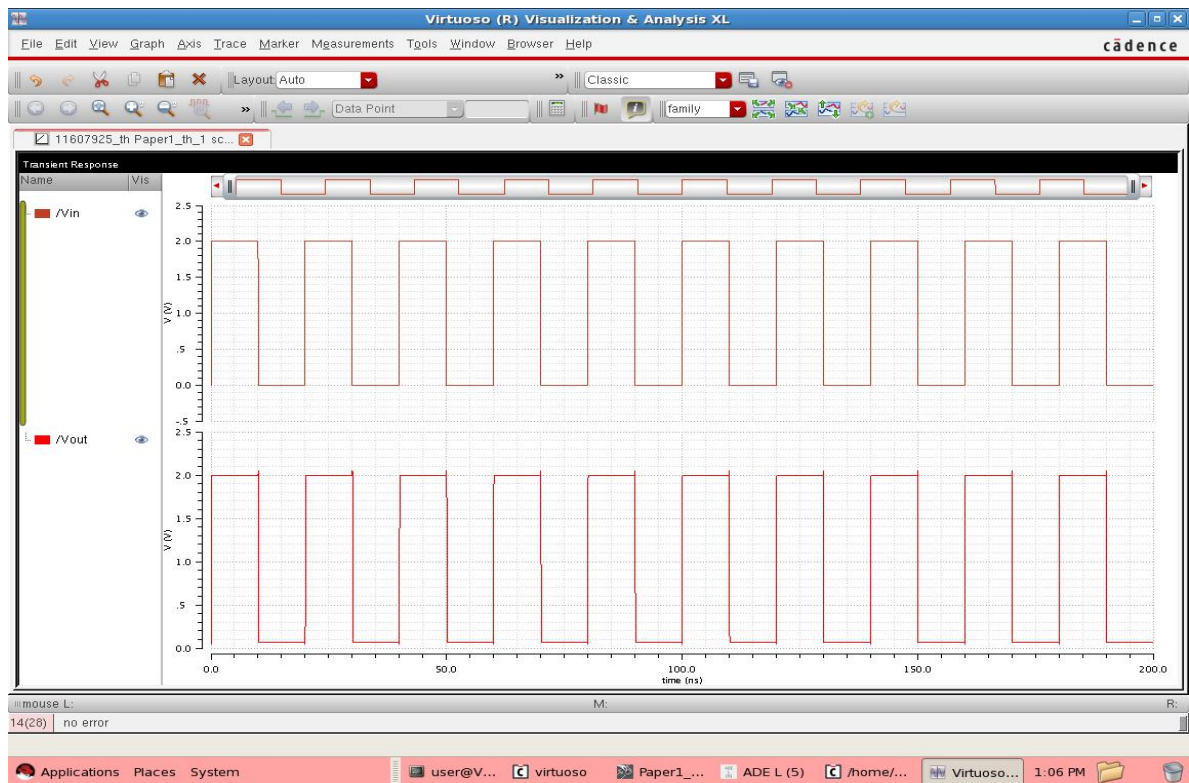 Virtuoso (R) Visualization & Analysis XL
File Edit View Graph Axis Trace Marker Measurements Tools Window Browser Help
cādence
Layout: Auto
» Classic
» Data Point
family
11607925_th Paper1_th_1 sc...
Transient Response
Name Vis
/Vin
2.5
2.0
1.5
1.0
.5
0.0
-.5
V (V)
/Vout
2.5
2.0
1.5
1.0
.5
0.0
V (V)
0.0 50.0 100.0 150.0 200.0
time (ns)
mouse L: M: R:
14(28) no error
Applications Places System user@V... virtuoso Paper1_... ADE L (5) /home/... Virtuoso... 1:06 PM